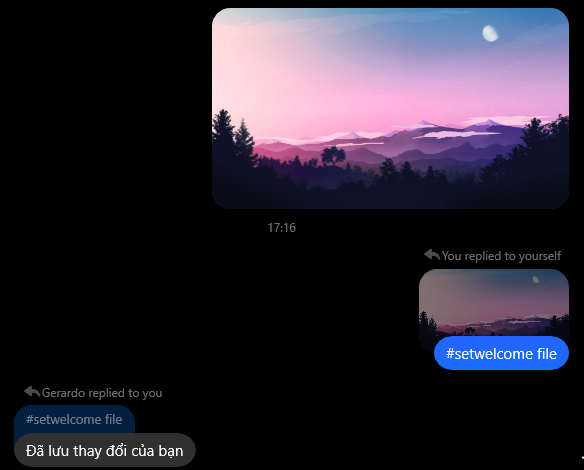 17:16
You replied to yourself
#setwelcome file
Gerardo replied to you
#setwelcome file
Đã lưu thay đổi của bạn